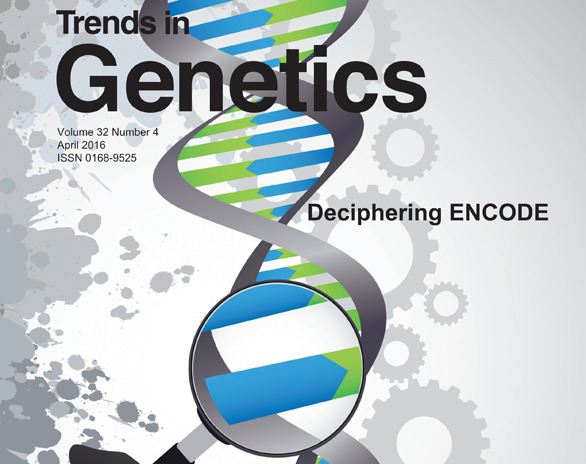 Trends in
Genetics
Volume 32 Number 4
April 2016
ISSN 0168-9525
Deciphering ENCODE